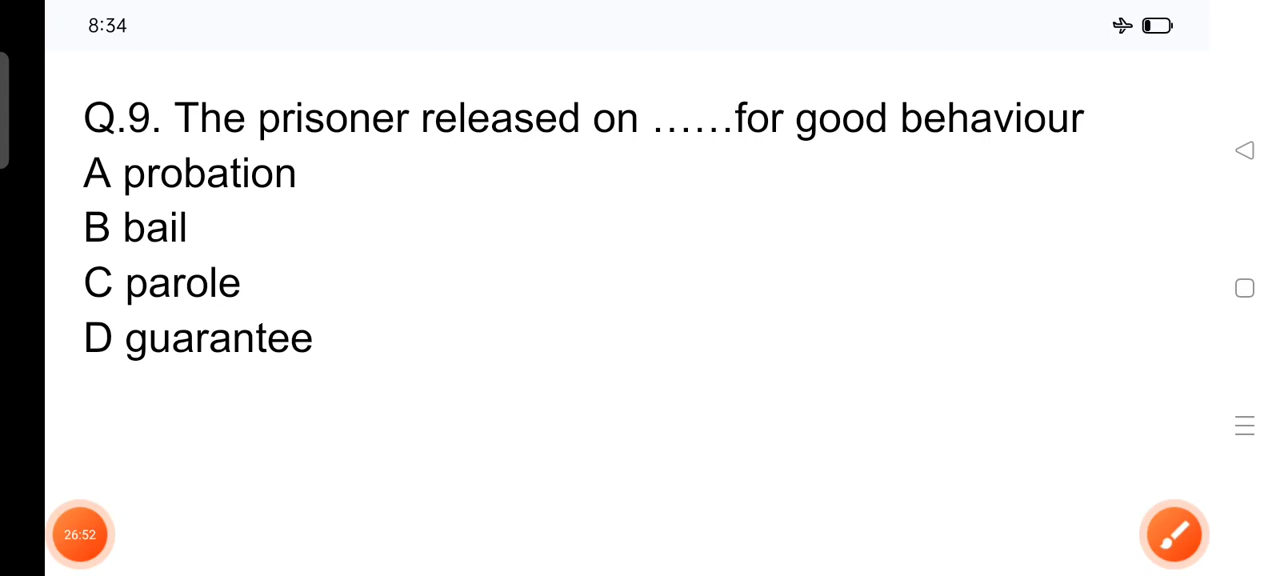 8:34
Q.9. The prisoner released on ......for good behaviour
A probation
B bail
C parole
D guarantee
26:52